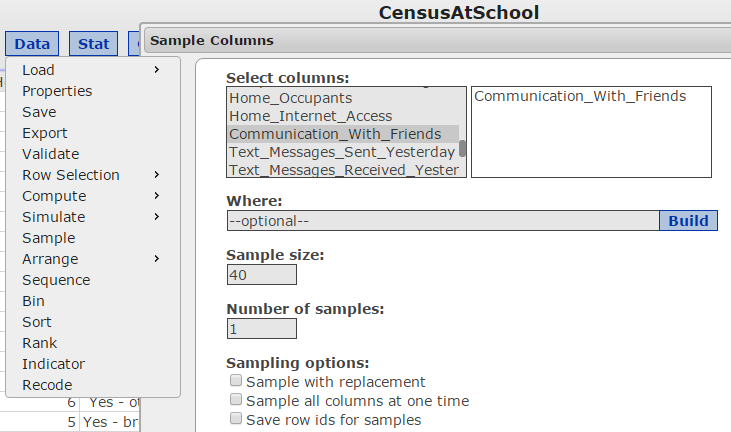 CensusAtSchool
Data
Stat
Sample Columns
Load
Properties
Save
Export
Validate
Row Selection
Compute
Simulate
Sample
Arrange
Sequence
Bin
Sort
Rank
Indicator
Recode
6 Yes - ot
5 Yes - br
Select columns:
Home_Occupants
Home_Internet_Access
Communication_With_Friends
Text_Messages_Sent_Yesterday
Text_Messages_Received_Yester
Communication_With_Friends
Where:
--optional--
Build
Sample size:
40
Number of samples:
1
Sampling options:
Sample with replacement
Sample all columns at one time
Save row ids for samples